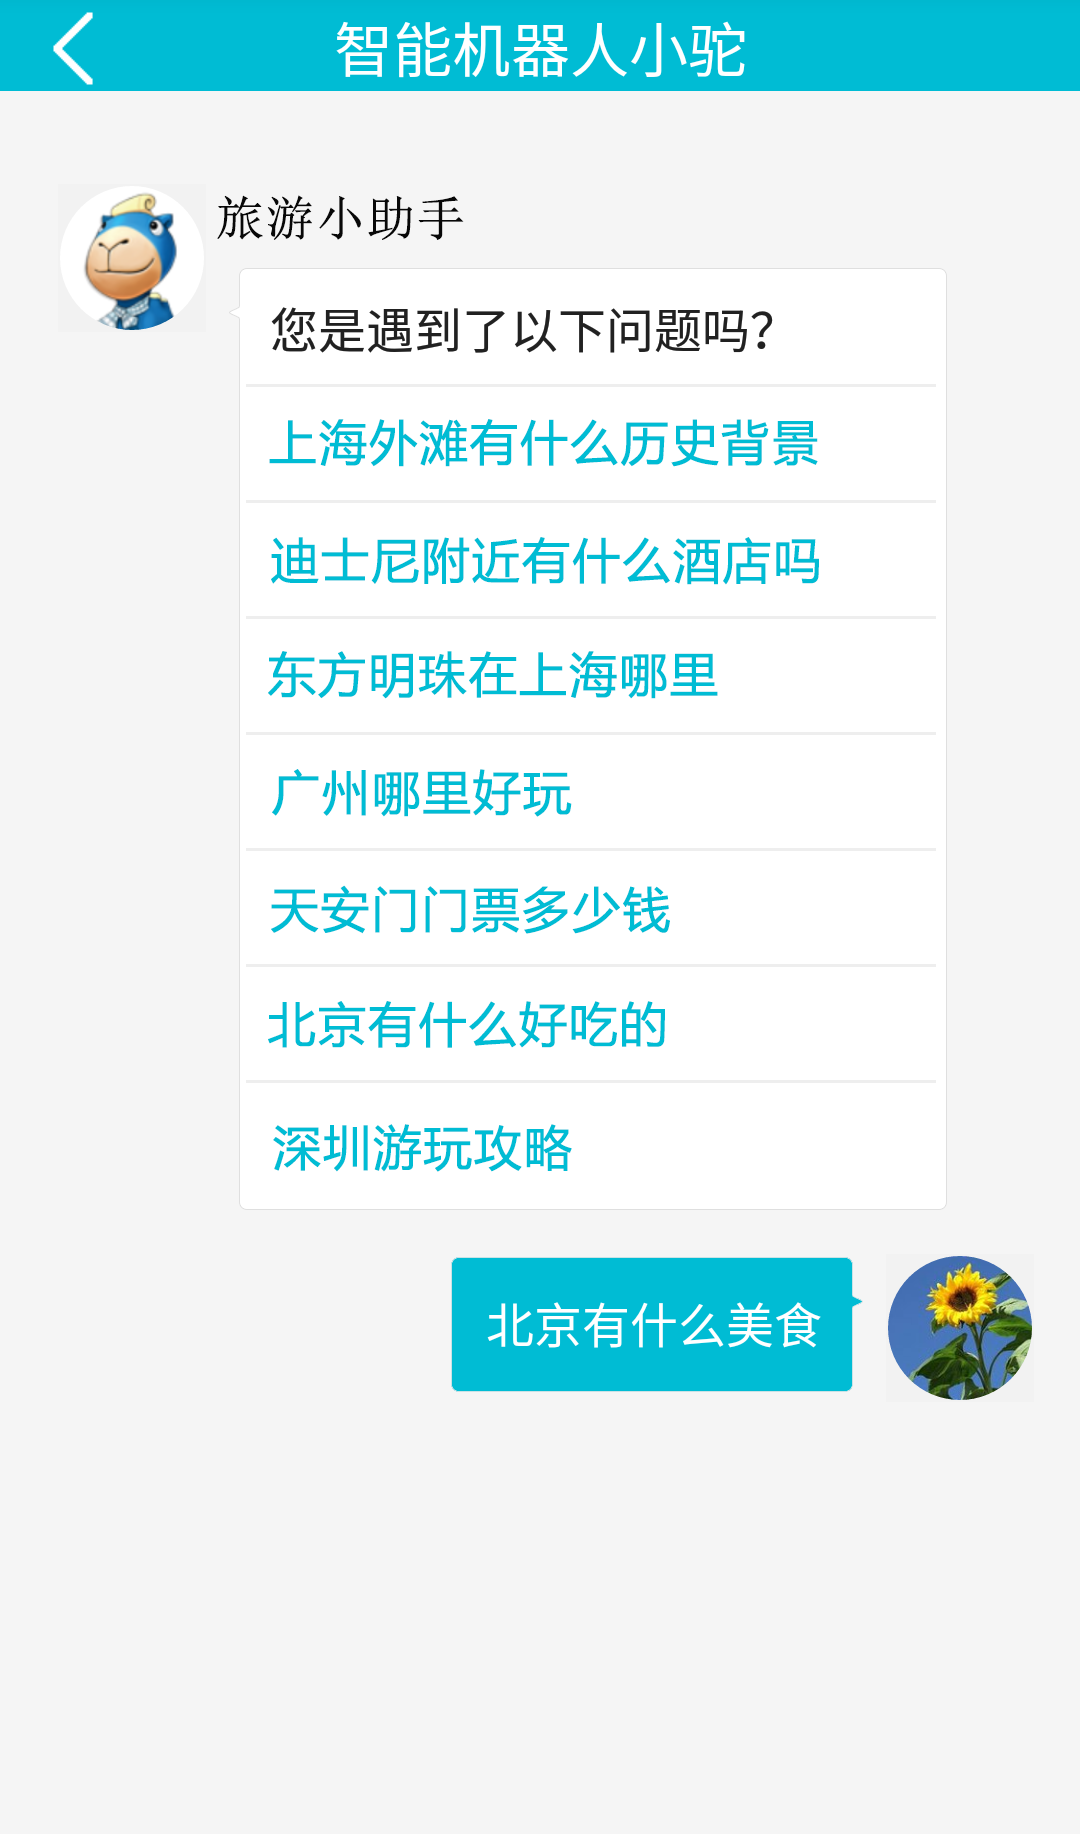 智能机器人小驼
旅游小助手
您是遇到了以下问题吗？
上海外滩有什么历史背景
迪士尼附近有什么酒店吗
东方明珠在上海哪里
广州哪里好玩
天安门门票多少钱
北京有什么好吃的
深圳游玩攻略
北京有什么美食